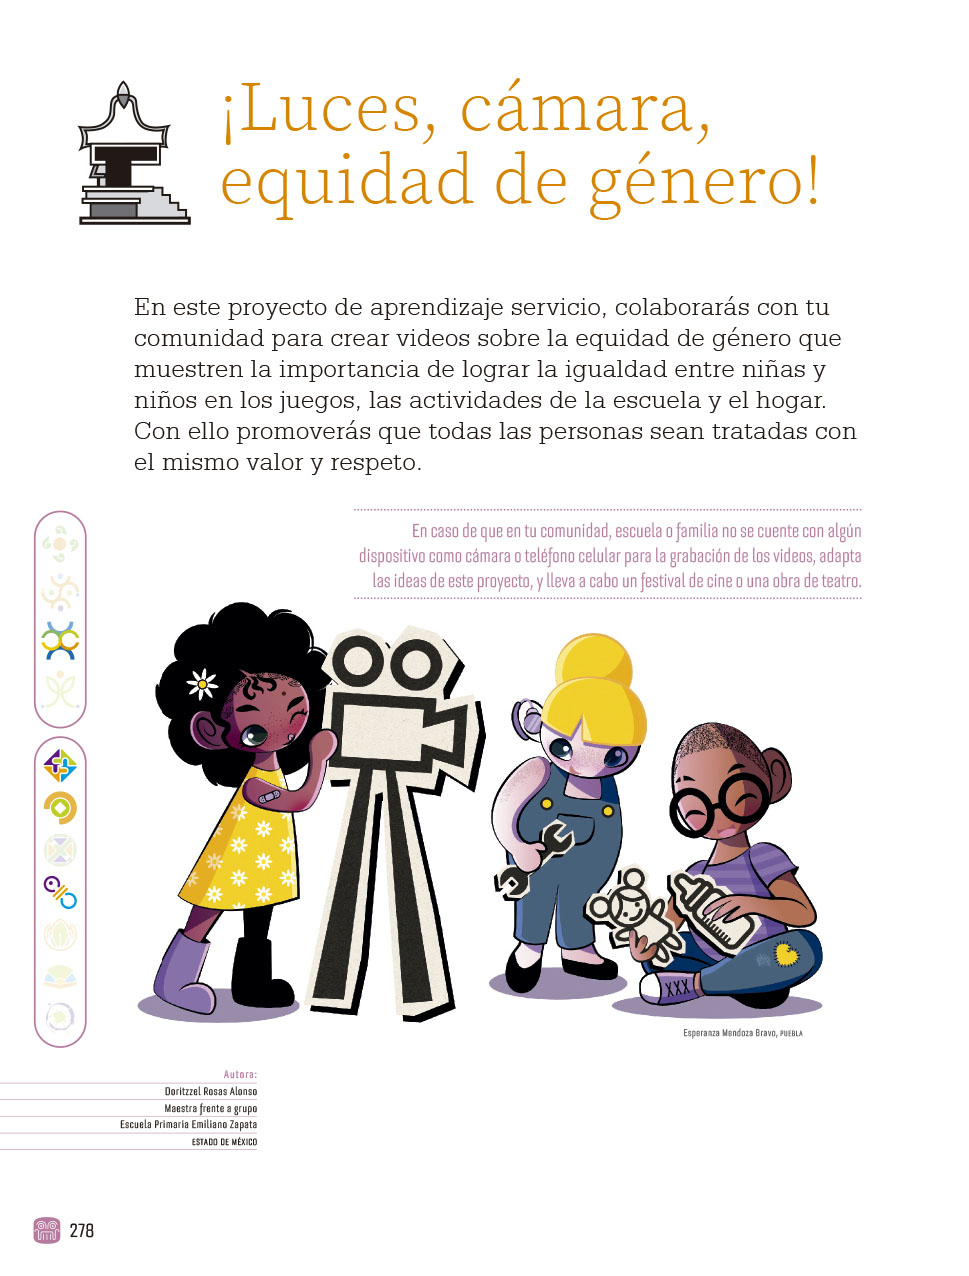 ¡Luces, cámara,
equidad de género!
En este proyecto de aprendizaje servicio, colaborarás con tu
comunidad para crear videos sobre la equidad de género que
muestren la importancia de lograr la igualdad entre niñas y
niños en los juegos, las actividades de la escuela y el hogar.
Con ello promoverás que todas las personas sean tratadas con
el mismo valor y respeto.
En caso de que en tu comunidad, escuela o familia no se cuente con algún
dispositivo como cámara o teléfono celular para la grabación de los videos, adapta
las ideas de este proyecto, y lleva a cabo un festival de cine o una obra de teatro.
Esperanza Mendoza Bravo, PUEBLA
Autora:
Doritzzel Rosas Alonso
Maestra frente a grupo
Escuela Primaria Emiliano Zapata
ESTADO DE MÉXICO
278